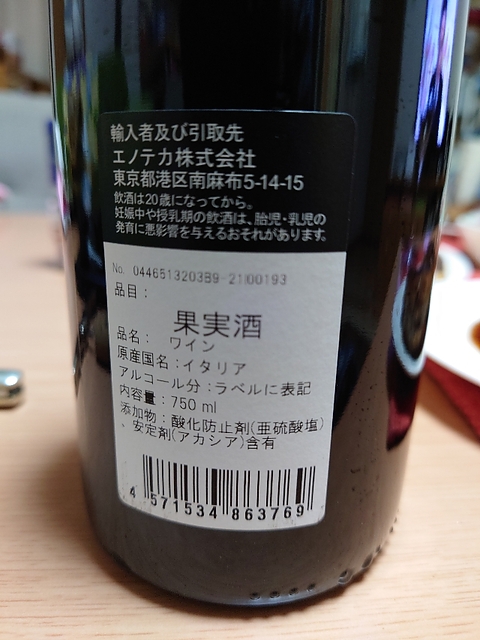 輸入者及び引取先
エノテカ株式会社
東京都港区南麻布5-14-15
飲酒は20歳になってから。
妊娠中や授乳期の飲酒は、胎児・乳児の
発育に悪影響を与えるおそれがあります。
No. 0446513203B9-21I00193
品目：
果実酒
品名： ワイン
原産国名：イタリア
アルコール分：ラベルに表記
内容量：750 ml
添加物：酸化防止剤(亜硫酸塩)
、安定剤(アカシア)含有
4 571534 863769